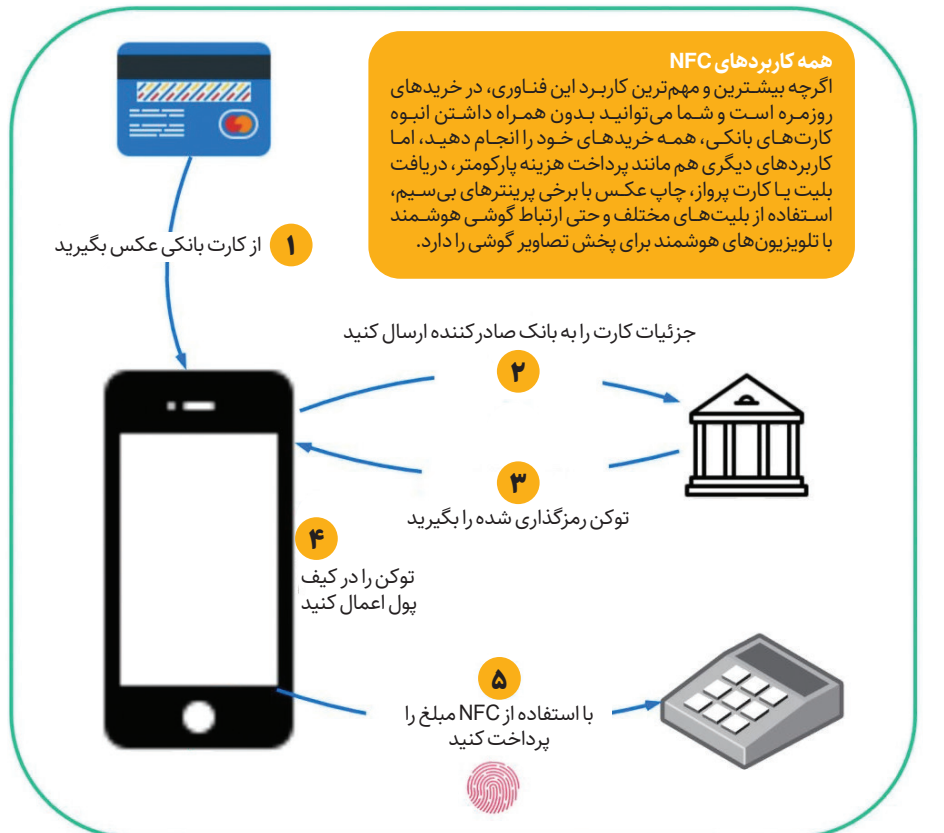 همه کاربردهای NFC
اگرچه بیشترین و مهم‌ترین کاربرد این فناوری، در خریدهای
روزمره است و شما می‌توانید بدون همراه داشتن انبوه
کارت‌های بانکی، همه خریدهای خود را انجام دهید، اما
کاربردهای دیگری هم مانند پرداخت هزینه پارکومتر، دریافت
بلیت یا کارت پرواز، چاپ عکس با برخی پرینترهای بی‌سیم،
استفاده از بلیت‌های مختلف و حتی ارتباط گوشی هوشمند
با تلویزیون‌های هوشمند برای پخش تصاویر گوشی را دارد.
۱ از کارت بانکی عکس بگیرید
جزئیات کارت را به بانک صادر کننده ارسال کنید
۲
۳
توکن رمزگذاری شده را بگیرید
۴
توکن را در کیف
پول اعمال کنید
۵
با استفاده از NFC مبلغ را
پرداخت کنید